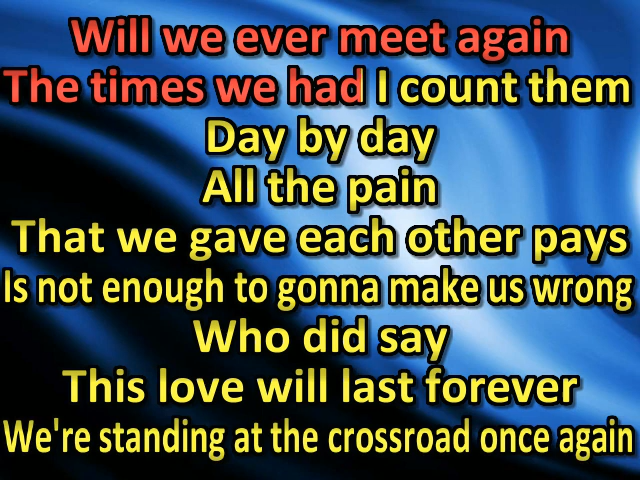 Will we ever meet again
The times we had I count them
Day by day
All the pain
That we gave each other pays
Is not enough to gonna make us wrong
Who did say
This love will last forever
We're standing at the crossroad once again